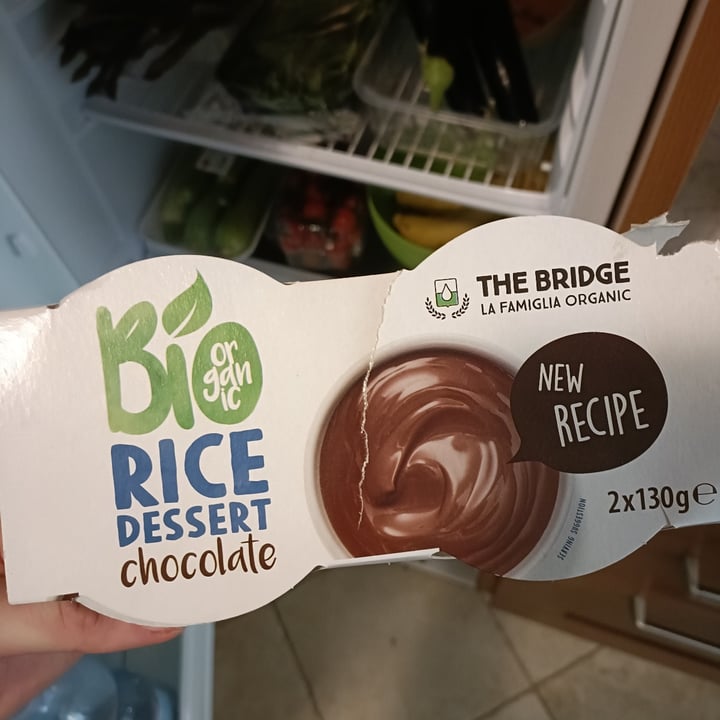 Bio
or
gan
ic
RICE
DESSERT
chocolate
THE BRIDGE
LA FAMIGLIA ORGANIC
NEW
RECIPE
2x130g℮
SERVING SUGGESTION